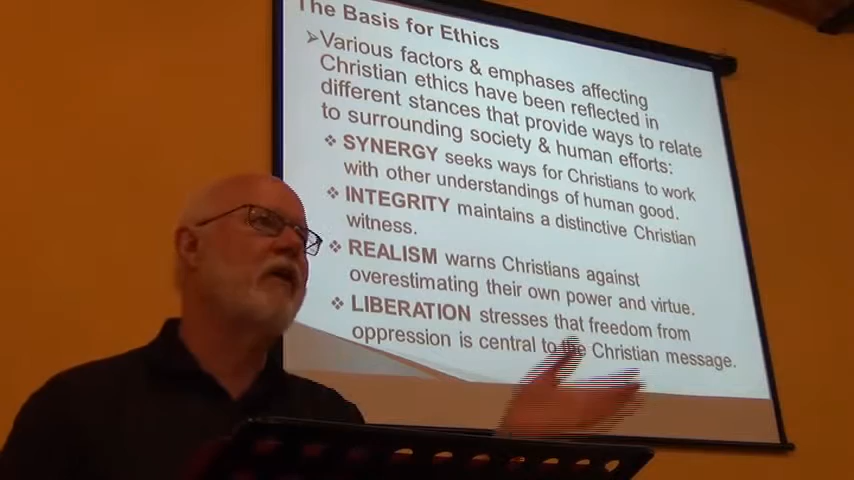 The Basis for Ethics
➢Various factors & emphases affecting
Christian ethics have been reflected in
different stances that provide ways to relate
to surrounding society, & human efforts:
❖ SYNERGY seeks ways for Christians to work
with other understandings of human good.
❖ INTEGRITY maintains a distinctive Christian
witness.
❖ REALISM warns Christians against
overestimating their own power and virtue.
❖ LIBERATION stresses that freedom from
oppression is central to the Christian message.